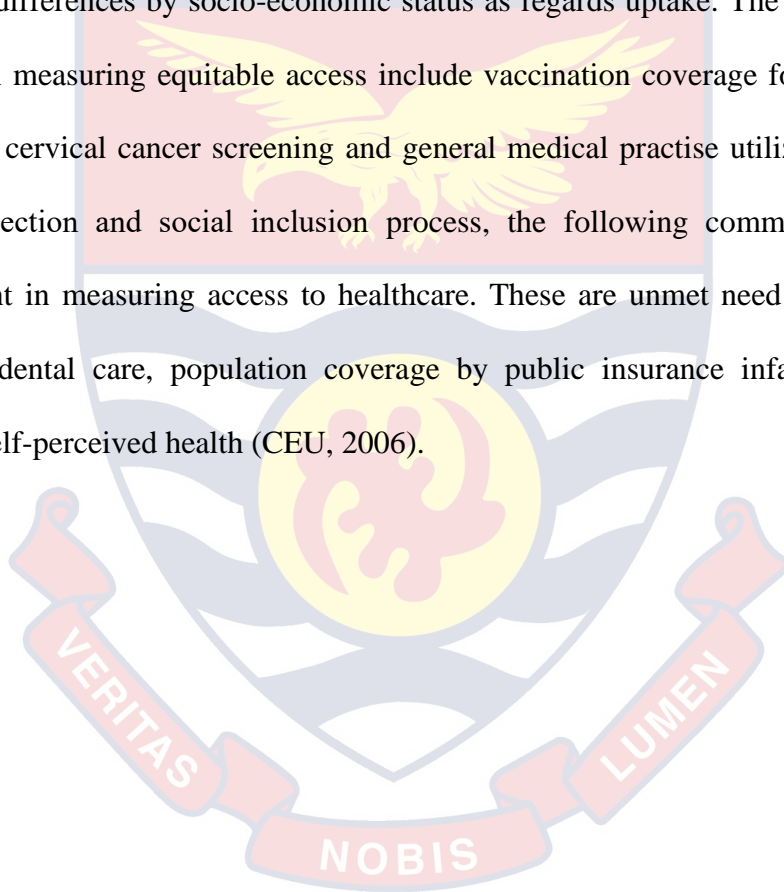 differences by socio-economic status as regards uptake. The
measuring equitable access include vaccination coverage fo
cervical cancer screening and general medical practise utiliz
ection and social inclusion process, the following comm
nt in measuring access to healthcare. These are unmet need
dental care, population coverage by public insurance infa
elf-perceived health (CEU, 2006).
VERITAS
NOBIS
LUMEN